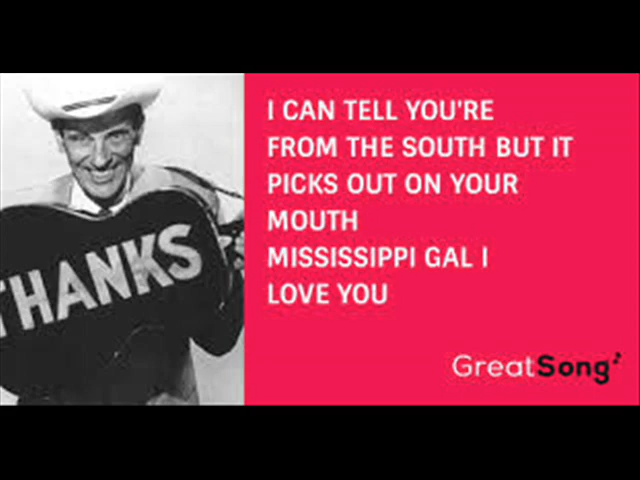 THANKS
I CAN TELL YOU'RE
FROM THE SOUTH BUT IT
PICKS OUT ON YOUR
MOUTH
MISSISSIPPI GAL I
LOVE YOU
GreatSong